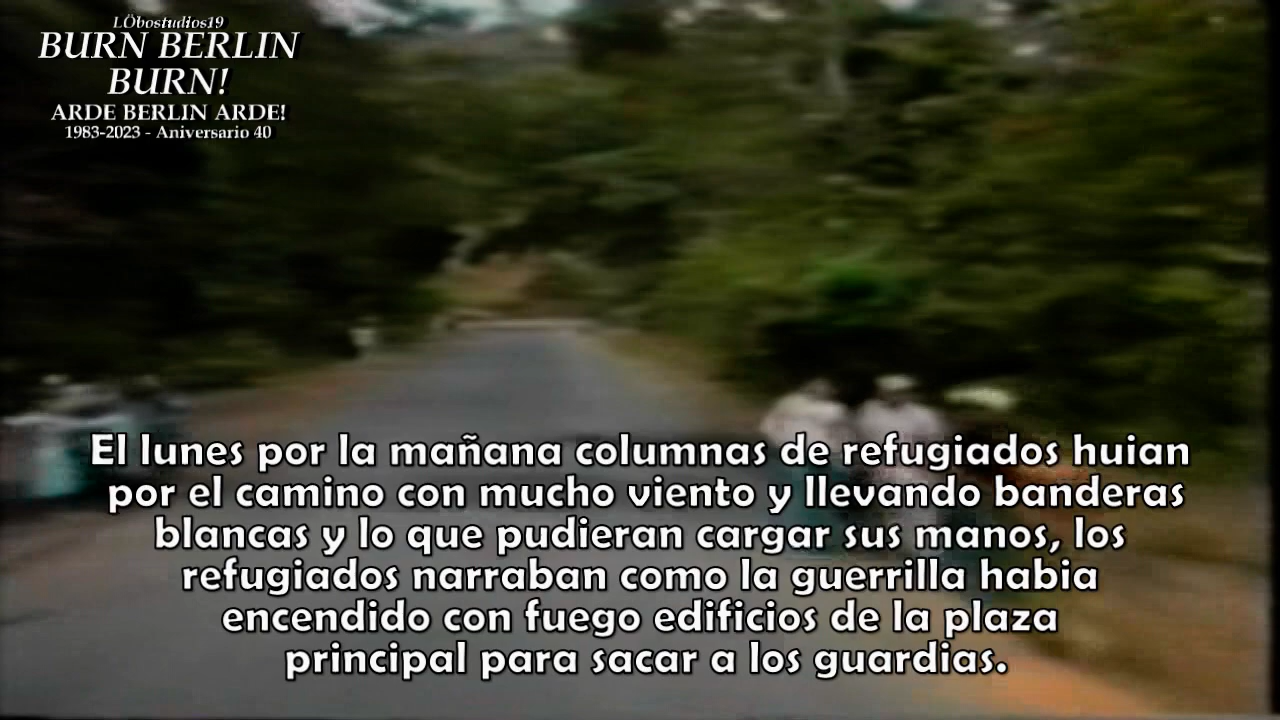 LÖbostudios19
BURN BERLIN
BURN!
ARDE BERLIN ARDE!
1983-2023 - Aniversario 40
El lunes por la mañana columnas de refugiados huian
por el camino con mucho viento y llevando banderas
blancas y lo que pudieran cargar sus manos, los
refugiados narraban como la guerrilla habia
encendido con fuego edificios de la plaza
principal para sacar a los guardias.